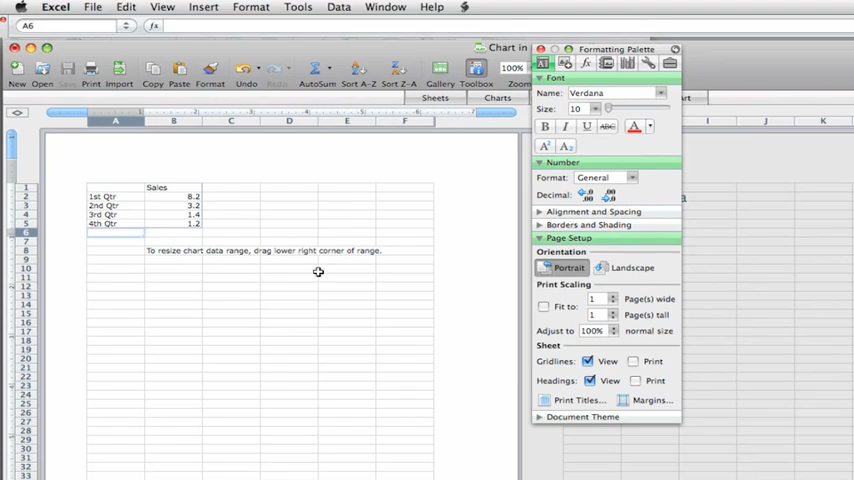 Excel File Edit View Insert Format Tools Data Window Help
A6 fx
Chart in
New Open Save Print Import Copy Paste Format Undo Redo AutoSum Sort A-Z Sort Z-A Gallery Toolbox Zoom
100%
Sheets Charts
A B C D E F J K
1 Sales
2 1st Qtr 8.2
3 2nd Qtr 3.2
4 3rd Qtr 1.4
5 4th Qtr 1.2
6
7
8 To resize chart data range, drag lower right corner of range.
9
10
11
12
13
14
15
16
17
18
19
20
21
22
23
24
25
26
27
28
29
30
31
32
33
Formatting Palette
Font
Name: Verdana
Size: 10
B I U ABC A
A² A₂
Number
Format: General
Decimal: .00 .00
Alignment and Spacing
Borders and Shading
Page Setup
Orientation
Portrait Landscape
Print Scaling
Fit to: 1 Page(s) wide
1 Page(s) tall
Adjust to 100% normal size
Sheet
Gridlines: View Print
Headings: View Print
Print Titles... Margins...
Document Theme